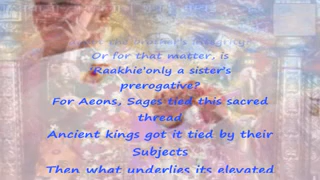 Or for that matter, is
'Raakhie'only a sister's
prerogative?
For Aeons, Sages tied this sacred
thread
Ancient kings got it tied by their
Subjects
Then what underlies its elevated